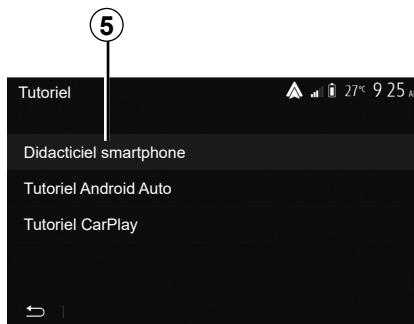 5
Tutoriel 27°C 9 25
Didacticiel smartphone
Tutoriel Android Auto
Tutoriel CarPlay